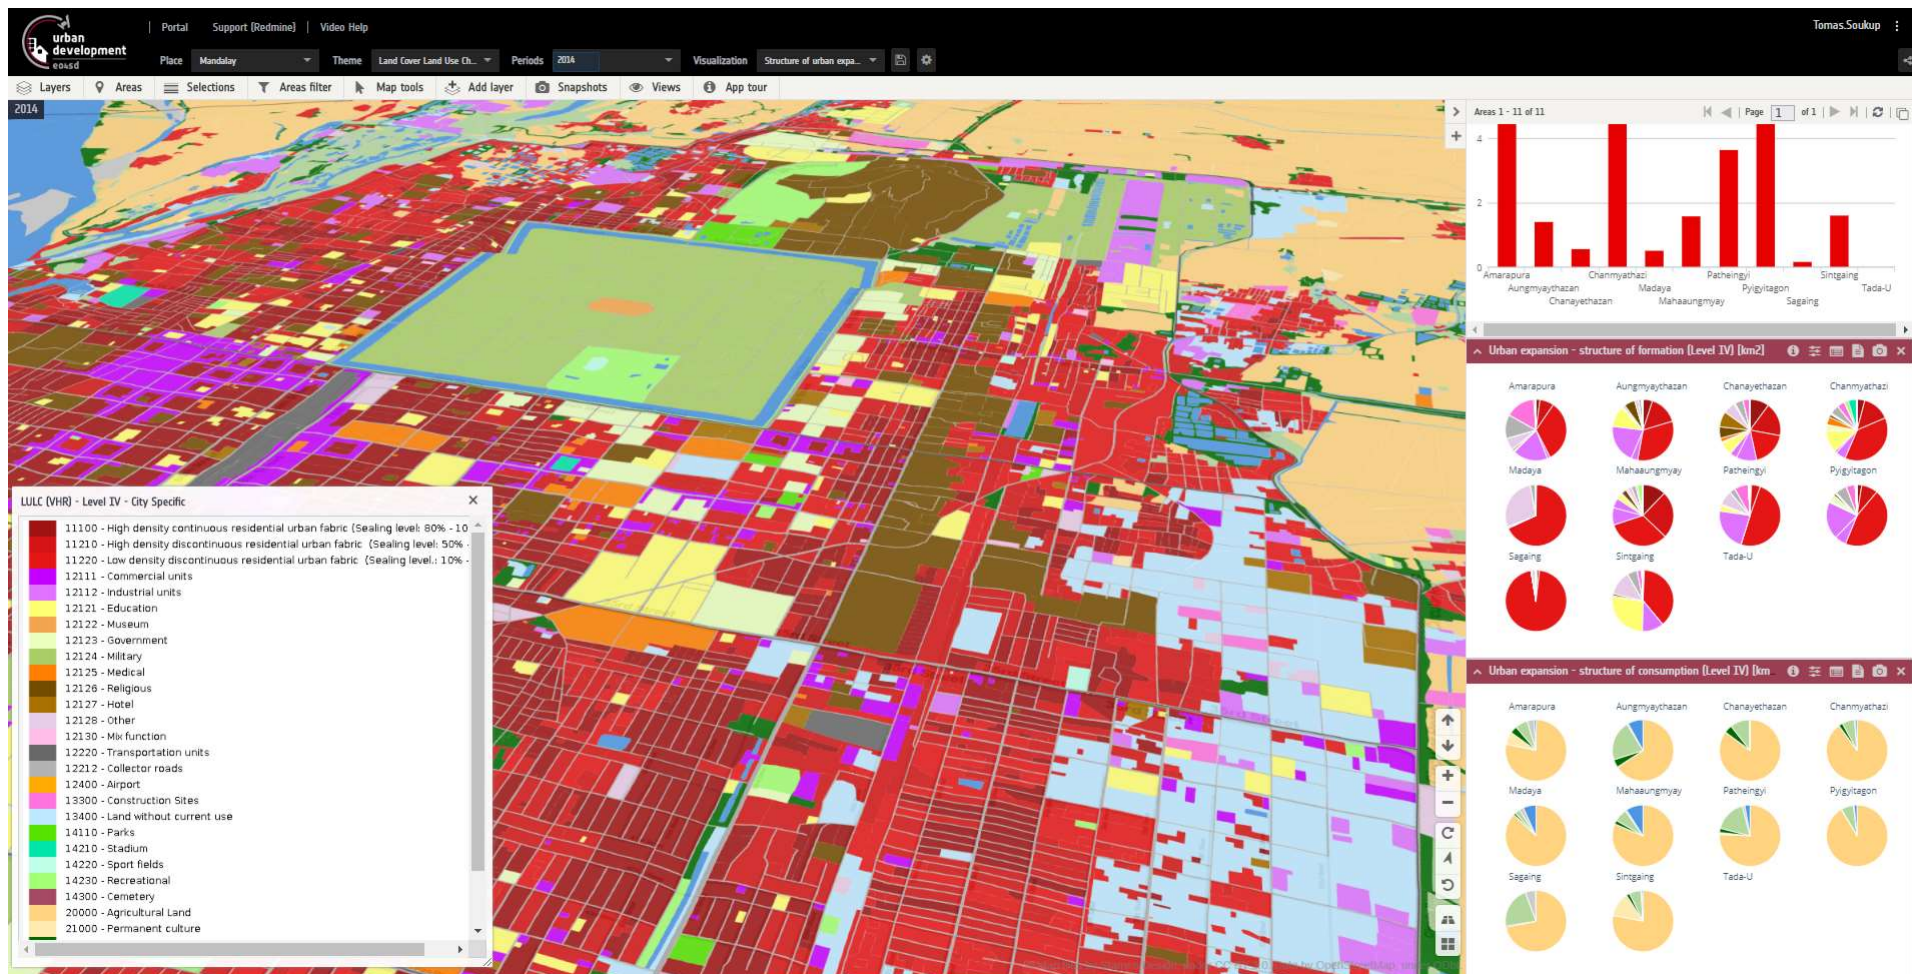 urban
development
eo4sd
Portal Support (Redmine) Video Help
Tomas.Soukup
Place Mandalay Theme Land Cover Land Use Ch... Periods 2014 Visualization Structure of urban expa...
Layers Areas Selections Areas filter Map tools Add layer Snapshots Views App tour
2014
Areas 1 - 11 of 11 Page 1 of 1
4
2
0
Amarapura Chanmyathazi Patheingyi Sintgaing
Aungmyaythazan Madaya Pyigyitagon Tada-U
Chanayethazan Mahaaungmyay Sagaing
Urban expansion - structure of formation (Level IV) [km2]
Amarapura Aungmyaythazan Chanayethazan Chanmyathazi
Madaya Mahaaungmyay Patheingyi Pyigyitagon
Sagaing Sintgaing Tada-U
Urban expansion - structure of consumption (Level IV) [km
Amarapura Aungmyaythazan Chanayethazan Chanmyathazi
Madaya Mahaaungmyay Patheingyi Pyigyitagon
Sagaing Sintgaing Tada-U
LULC (VHR) - Level IV - City Specific
11100 - High density continuous residential urban fabric (Sealing level: 80% - 10
11210 - High density discontinuous residential urban fabric (Sealing level: 50% -
11220 - Low density discontinuous residential urban fabric (Sealing level.: 10% -
12111 - Commercial units
12112 - Industrial units
12121 - Education
12122 - Museum
12123 - Government
12124 - Military
12125 - Medical
12126 - Religious
12127 - Hotel
12128 - Other
12130 - Mix function
12220 - Transportation units
12212 - Collector roads
12400 - Airport
13300 - Construction Sites
13400 - Land without current use
14110 - Parks
14210 - Stadium
14220 - Sport fields
14230 - Recreational
14300 - Cemetery
20000 - Agricultural Land
21000 - Permanent culture